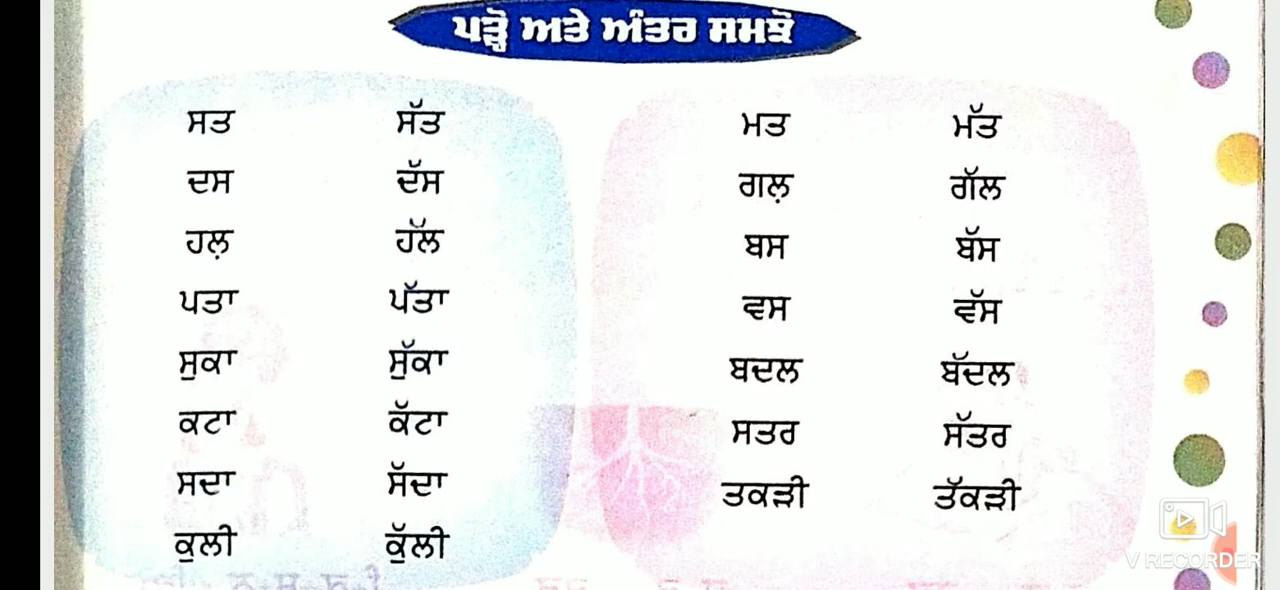 ਪੜ੍ਹੋ ਅਤੇ ਅੰਤਰ ਸਮਝੋ
ਸਤ ਸੱਤ
ਦਸ ਦੱਸ
ਹਲ਼ ਹੱਲ
ਪਤਾ ਪੱਤਾ
ਸੁਕਾ ਸੁੱਕਾ
ਕਟਾ ਕੱਟਾ
ਸਦਾ ਸੱਦਾ
ਕੁਲੀ ਕੁੱਲੀ
ਮਤ ਮੱਤ
ਗਲ਼ ਗੱਲ
ਬਸ ਬੱਸ
ਵਸ ਵੱਸ
ਬਦਲ ਬੱਦਲ
ਸਤਰ ਸੱਤਰ
ਤਕੜੀ ਤੱਕੜੀ
V RECORDER